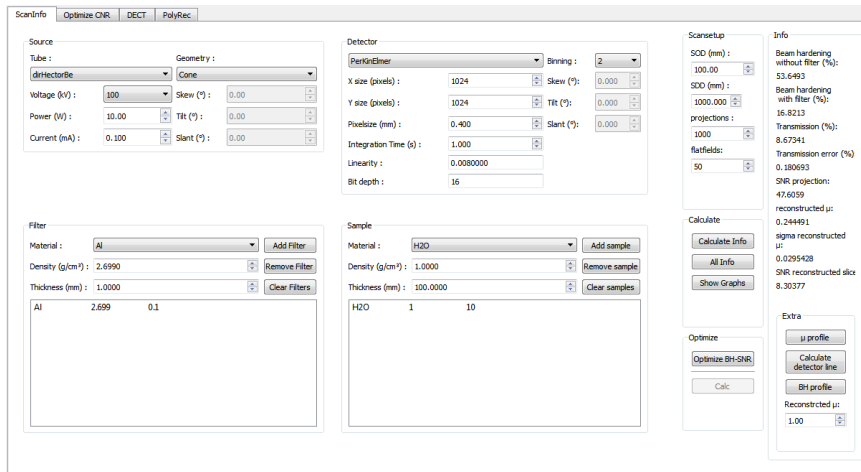 ScanInfo Optimize CNR DECT PolyRec
Source
Tube : Geometry :
dirHectorBe Cone
Voltage (kV) : 100 Skew (º) : 0.00
Power (W) : 10.00 Tilt (º) : 0.00
Current (mA) : 0.100 Slant (º) : 0.00
Detector
PerKinElmer Binning : 2
X size (pixels) : 1024 Skew (º): 0.000
Y size (pixels) : 1024 Tilt (º): 0.000
Pixelsize (mm) : 0.400 Slant (º): 0.000
Integration Time (s) : 1.000
Linearity : 0.0080000
Bit depth : 16
Scansetup
SOD (mm) :
100.00
SDD (mm) :
1000.000
projections :
1000
flatfields:
50
Info
Beam hardening
without filter (%):
53.6493
Beam hardening
with filter (%):
16.8213
Transmission (%):
8.67341
Transmission error (%)
0.180693
SNR projection:
47.6059
reconstructed μ:
0.244491
sigma reconstructed
μ:
0.0295428
SNR reconstructed slice
8.30377
Filter
Material : Al Add Filter
Density (g/cm³) : 2.6990 Remove Filter
Thickness (mm) : 1.0000 Clear Filters
Al 2.699 0.1
Sample
Material : H2O Add sample
Density (g/cm³) : 1.0000 Remove sample
Thickness (mm) : 100.0000 Clear samples
H2O 1 10
Calculate
Calculate Info
All Info
Show Graphs
Optimize
Optimize BH-SNR
Calc
Extra
μ profile
Calculate
detector line
BH profile
Reconstrcted μ:
1.00